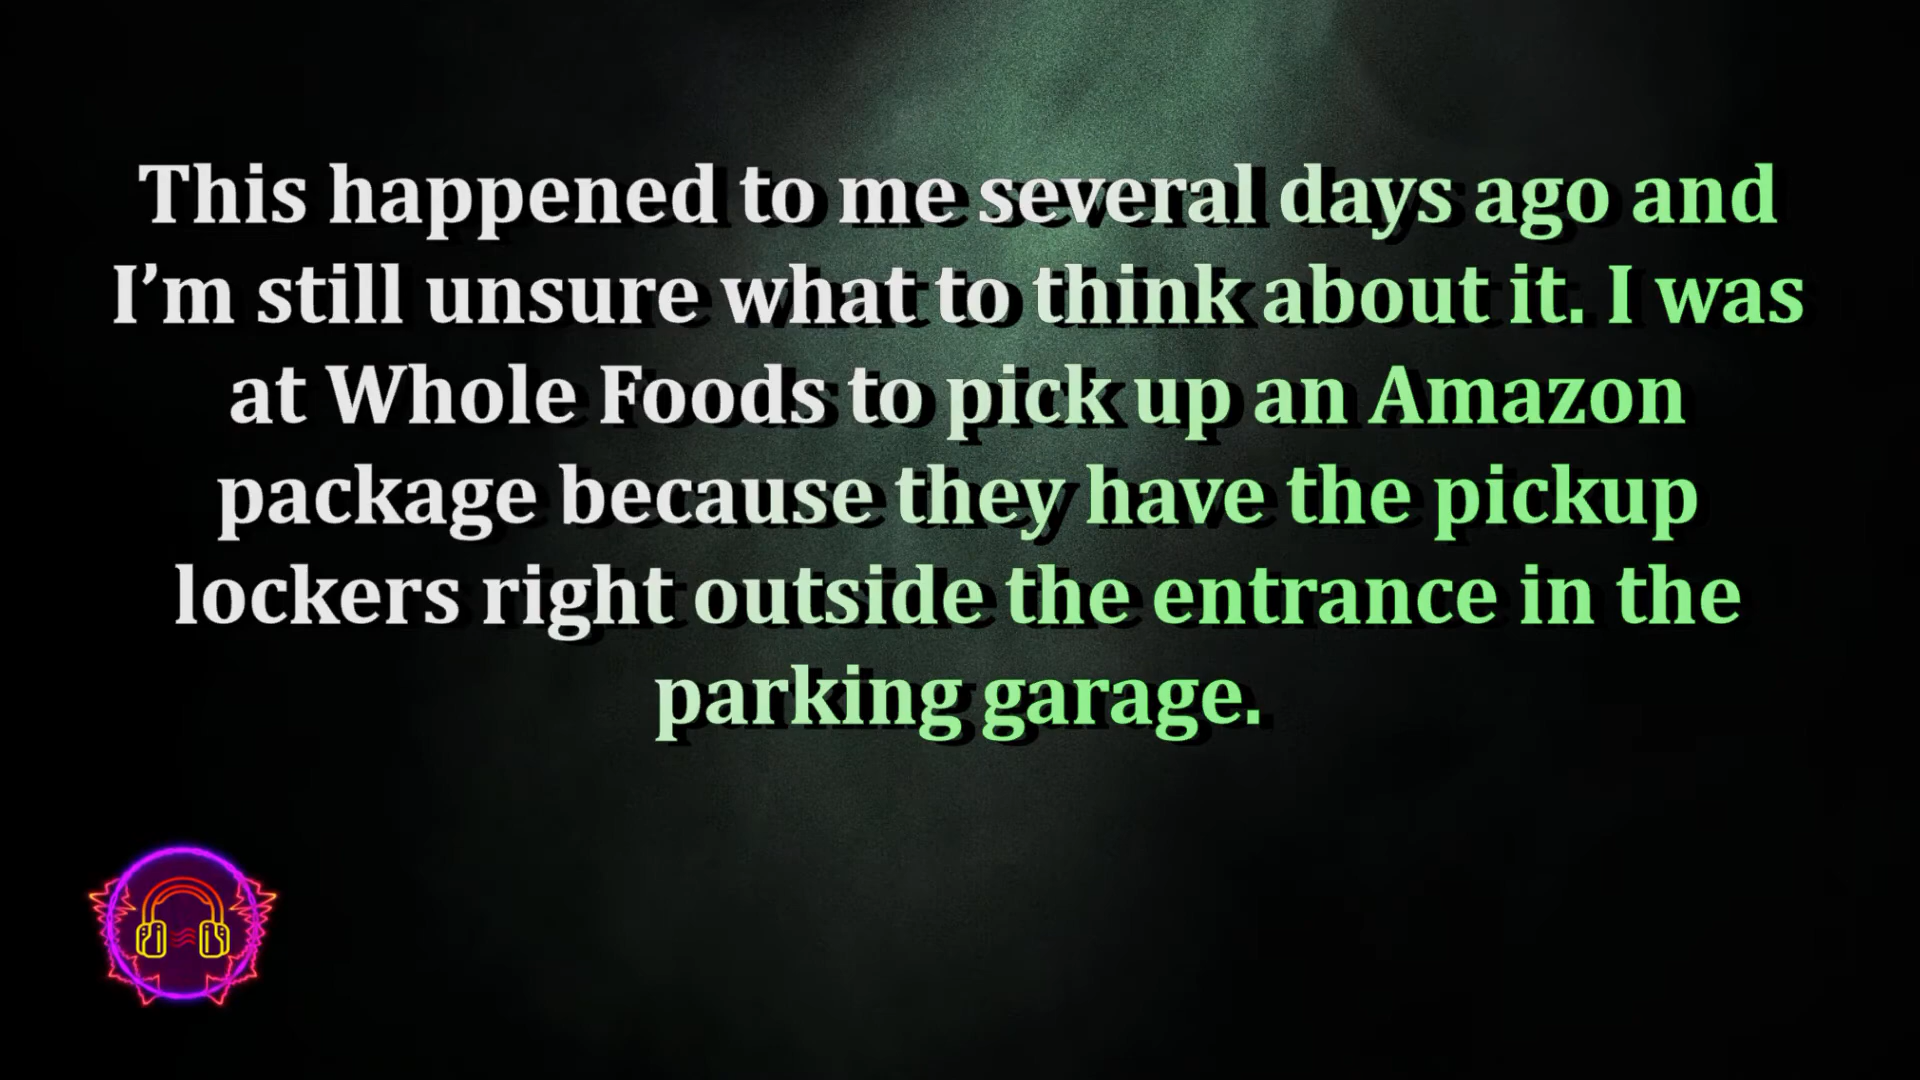 This happened to me several days ago and
I’m still unsure what to think about it. I was
at Whole Foods to pick up an Amazon
package because they have the pickup
lockers right outside the entrance in the
parking garage.